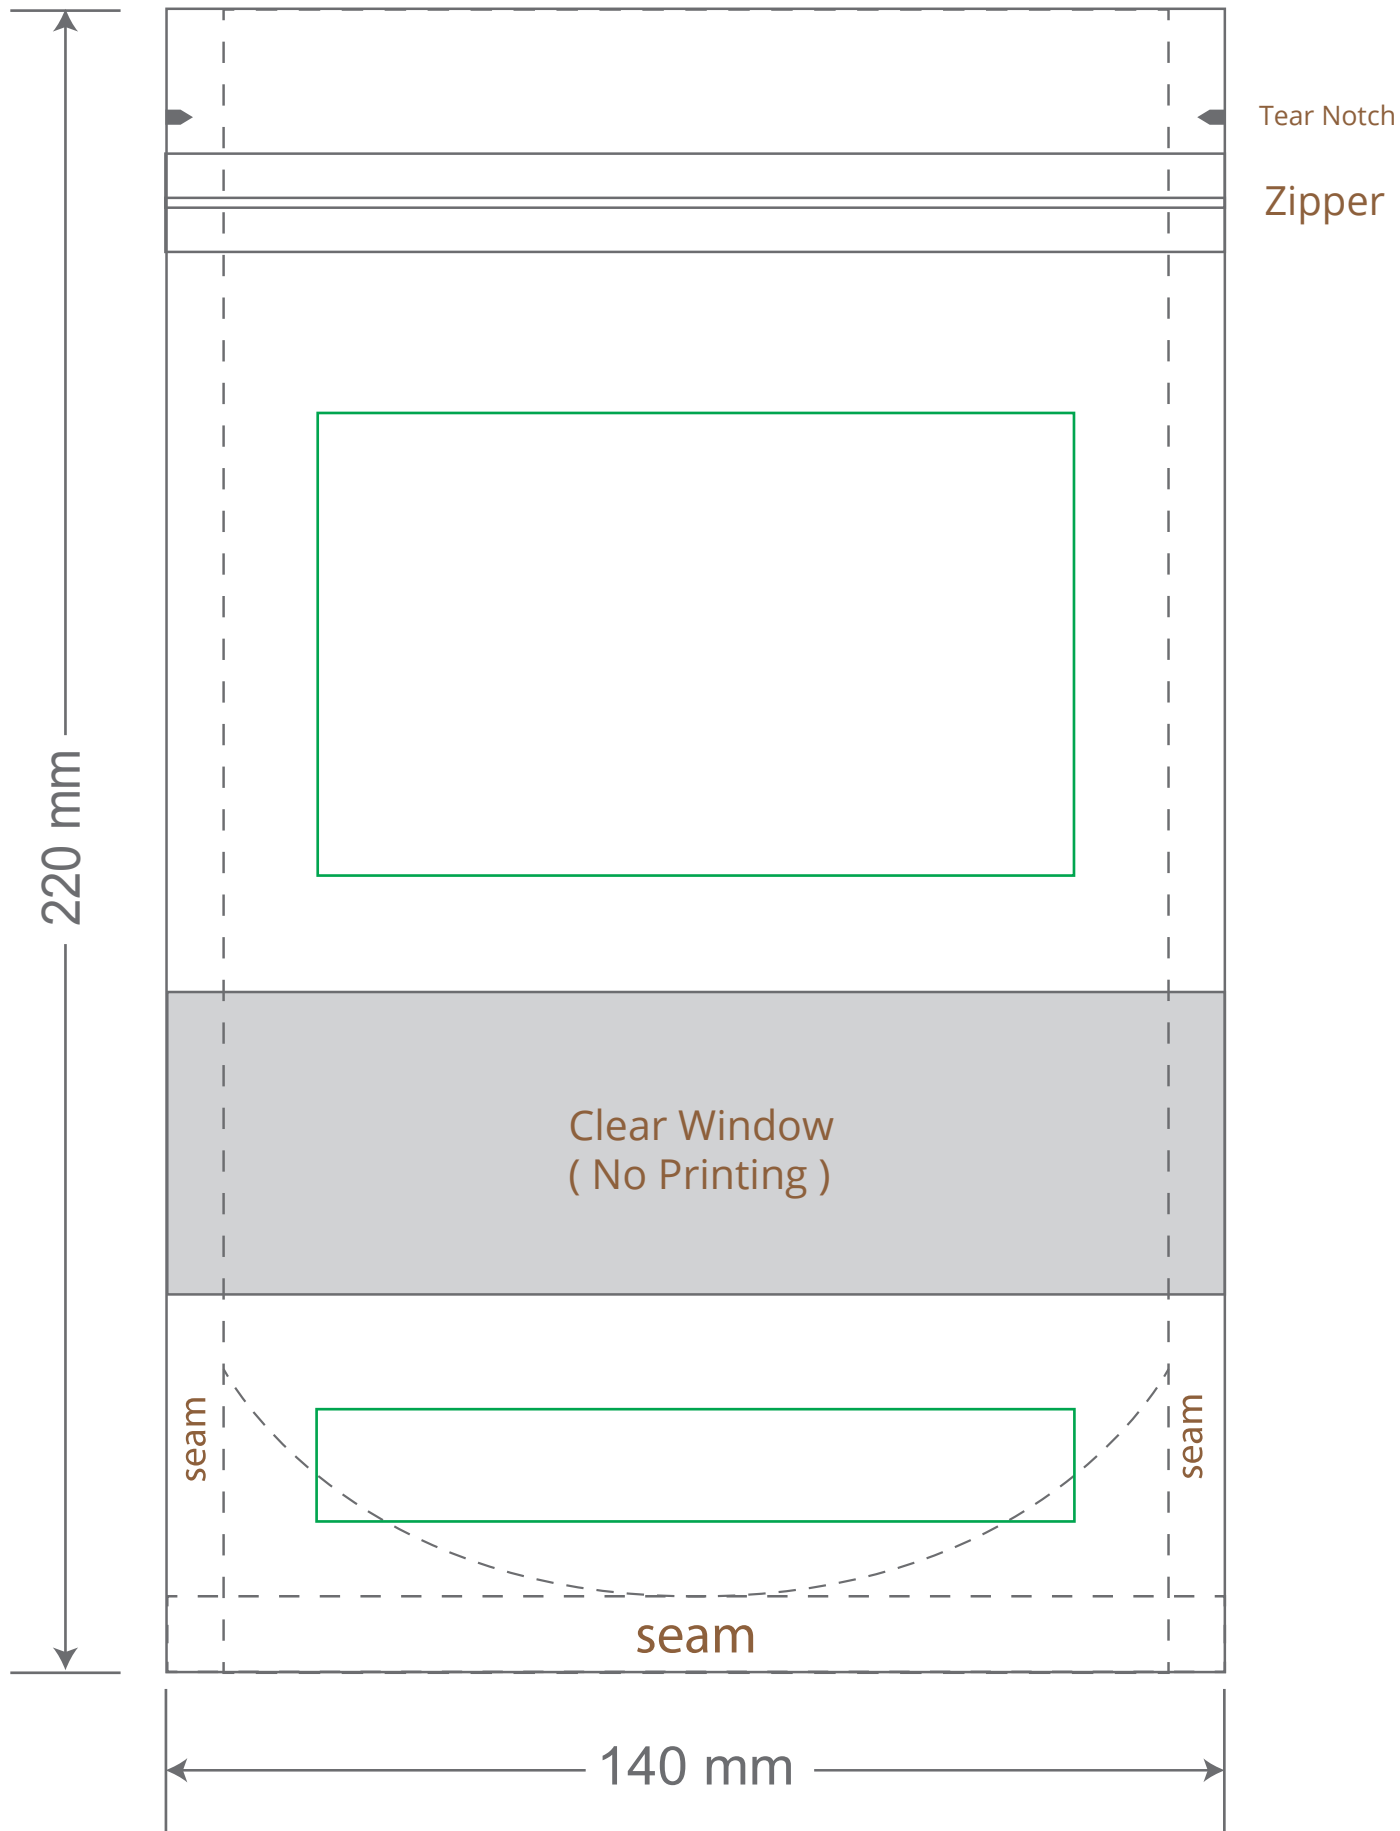 Tear Notch
Zipper
220 mm
Clear Window
( No Printing )
seam
seam
seam
140 mm